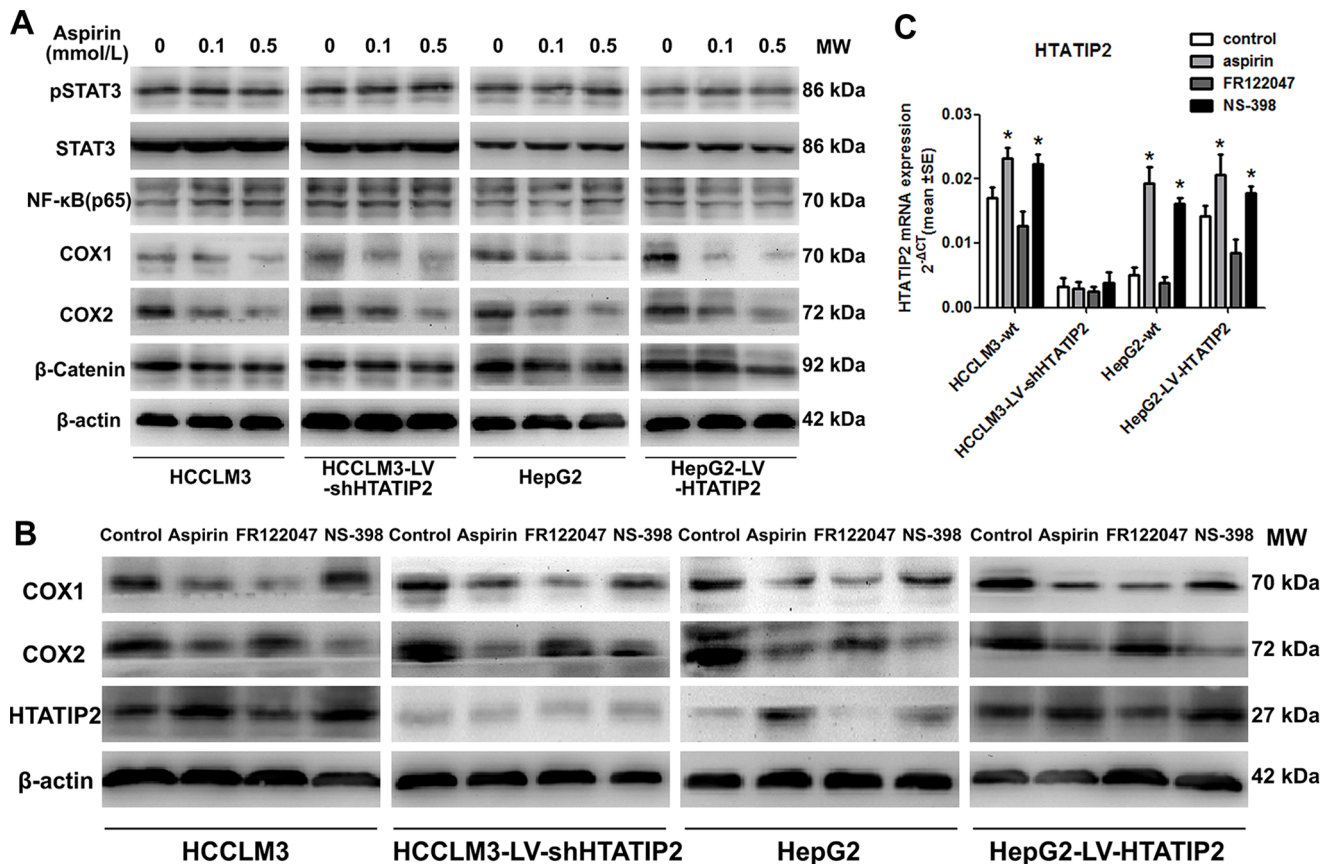 A
Aspirin
(mmol/L)
0 0.1 0.5 0 0.1 0.5 0 0.1 0.5 0 0.1 0.5 MW
pSTAT3 86 kDa
STAT3 86 kDa
NF-κB(p65) 70 kDa
COX1 70 kDa
COX2 72 kDa
β-Catenin 92 kDa
β-actin 42 kDa
HCCLM3
HCCLM3-LV
-shHTATIP2
HepG2
HepG2-LV
-HTATIP2
C
HTATIP2
control
aspirin
FR122047
NS-398
HTATIP2 mRNA expression
2^-ΔCT(mean ±SE)
0.03
0.02
0.01
0.00
* * * * * *
HCCLM3-wt
HCCLM3-LV-shHTATIP2
HepG2-wt
HepG2-LV-HTATIP2
B
Control Aspirin FR122047 NS-398 Control Aspirin FR122047 NS-398 Control Aspirin FR122047 NS-398 Control Aspirin FR122047 NS-398 MW
COX1 70 kDa
COX2 72 kDa
HTATIP2 27 kDa
β-actin 42 kDa
HCCLM3 HCCLM3-LV-shHTATIP2 HepG2 HepG2-LV-HTATIP2